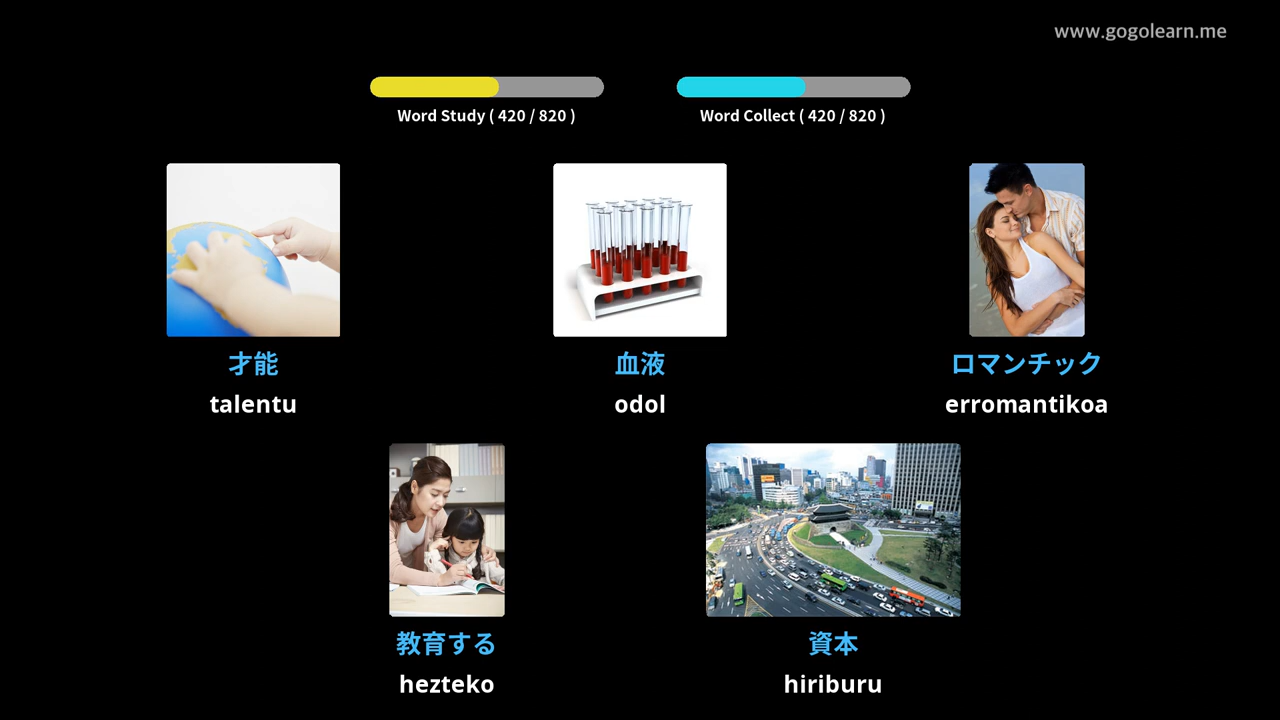 www.gogolearn.me
Word Study ( 420 / 820 )
Word Collect ( 420 / 820 )
才能
talentu
血液
odol
ロマンチック
erromantikoa
教育する
hezteko
資本
hiriburu